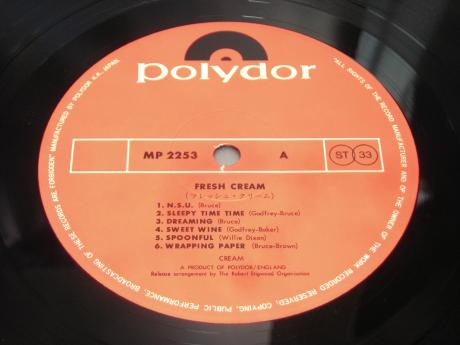 polydor
MP 2253 A ST 33
FRESH CREAM
(フレッシュ・クリーム)
1. N.S.U. (Bruce)
2. SLEEPY TIME TIME (Godfrey-Bruce)
3. DREAMING (Bruce)
4. SWEET WINE (Godfrey-Baker)
5. SPOONFUL (Willie Dixon)
6. WRAPPING PAPER (Bruce-Brown)
CREAM
A PRODUCT OF POLYDOR/ENGLAND
Release arrangement by The Robert Stigwood Organisation
"ALL RIGHTS OF THE RECORD MANUFACTURER AND OF THE OWNER OF THE WORK RECORDED RESERVED, COPYING, PUBLIC PERFORMANCE, BROADCASTING OF THESE RECORDS ARE FORBIDDEN" MANUFACTURED BY POLYDOR K.K. JAPAN.